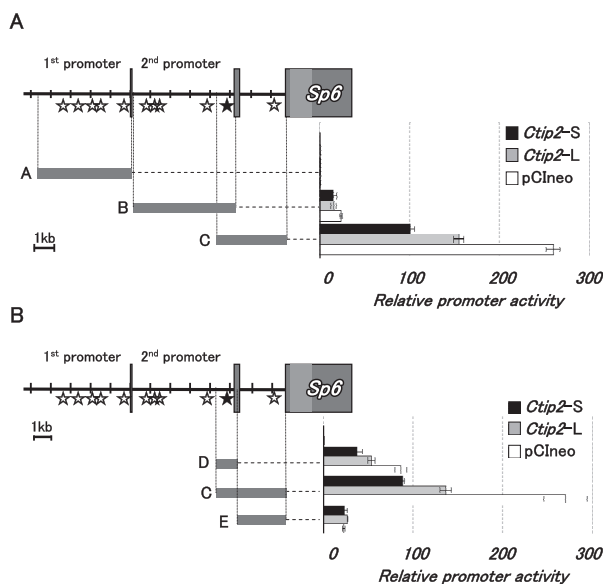 A
1st promoter 2nd promoter
Sp6
Ctip2-S
Ctip2-L
pCIneo
A
B
C
1kb
0 100 200 300
Relative promoter activity
B
1st promoter 2nd promoter
Sp6
1kb
Ctip2-S
Ctip2-L
pCIneo
D
C
E
0 100 200 300
Relative promoter activity